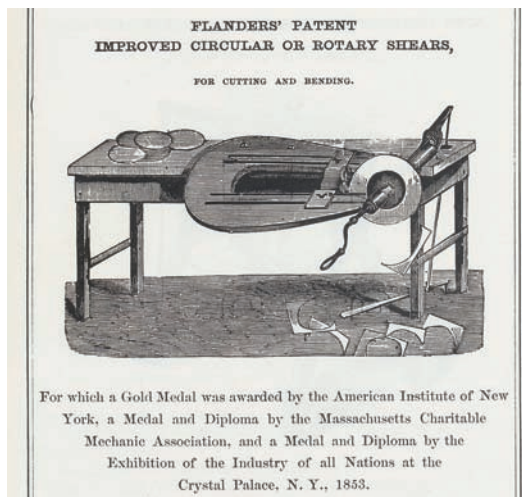 FLANDERS' PATENT
IMPROVED CIRCULAR OR ROTARY SHEARS,
FOR CUTTING AND BENDING.
For which a Gold Medal was awarded by the American Institute of New
York, a Medal and Diploma by the Massachusetts Charitable
Mechanic Association, and a Medal and Diploma by the
Exhibition of the Industry of all Nations at the
Crystal Palace, N. Y., 1853.